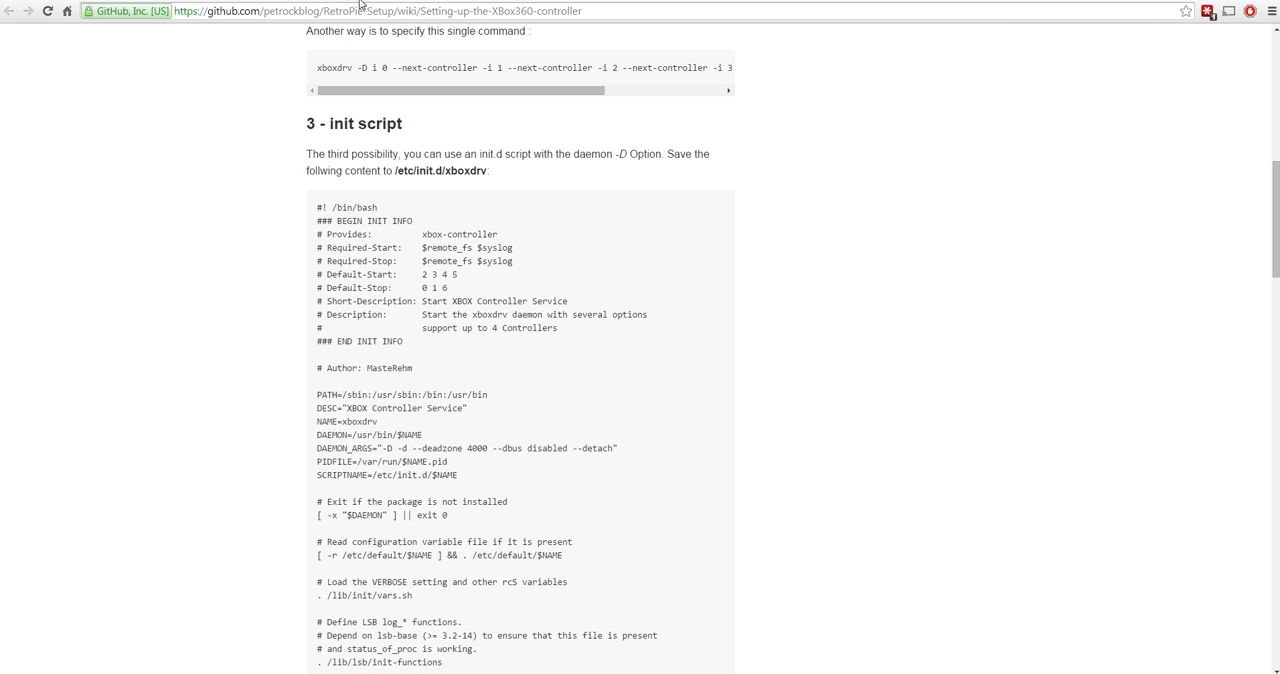 GitHub, Inc. [US] https://github.com/petrockblog/RetroPie-Setup/wiki/Setting-up-the-XBox360-controller
Another way is to specify this single command :
xboxdrv -D i 0 --next-controller -i 1 --next-controller -i 2 --next-controller -i 3
3 - init script
The third possibility, you can use an init d script with the daemon -D Option. Save the
follwing content to /etc/init.d/xboxdrv:
#! /bin/bash
### BEGIN INIT INFO
# Provides: xbox-controller
# Required-Start: $remote_fs $syslog
# Required-Stop: $remote_fs $syslog
# Default-Start: 2 3 4 5
# Default-Stop: 0 1 6
# Short-Description: Start XBOX Controller Service
# Description: Start the xboxdrv daemon with several options
# support up to 4 Controllers
### END INIT INFO
# Author: MasteRehm
PATH=/sbin:/usr/sbin:/bin:/usr/bin
DESC="XBOX Controller Service"
NAME=xboxdrv
DAEMON=/usr/bin/$NAME
DAEMON_ARGS="-D -d --deadzone 4000 --dbus disabled --detach"
PIDFILE=/var/run/$NAME.pid
SCRIPTNAME=/etc/init.d/$NAME
# Exit if the package is not installed
[ -x "$DAEMON" ] || exit 0
# Read configuration variable file if it is present
[ -r /etc/default/$NAME ] && . /etc/default/$NAME
# Load the VERBOSE setting and other rcS variables
. /lib/init/vars.sh
# Define LSB log_* functions.
# Depend on lsb-base (>= 3.2-14) to ensure that this file is present
# and status_of_proc is working.
. /lib/lsb/init-functions